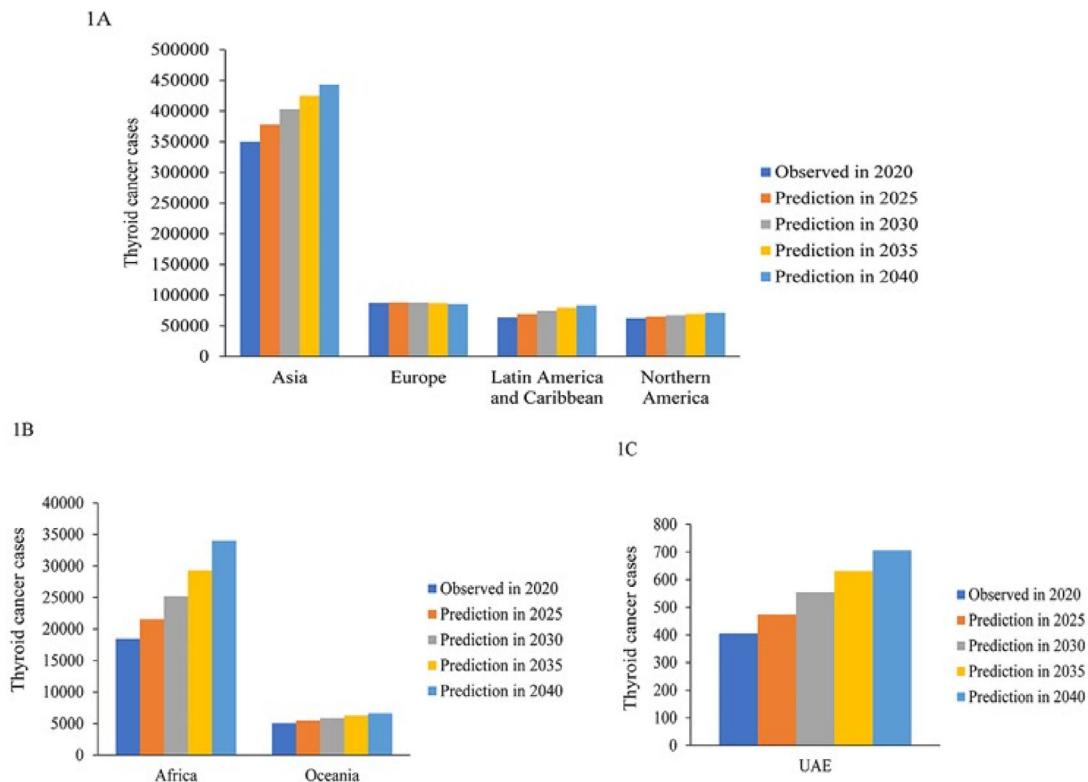 1A
Thyroid cancer cases
500000
450000
400000
350000
300000
250000
200000
150000
100000
50000
0
Asia
Europe
Latin America
and Caribbean
Northern
America
Observed in 2020
Prediction in 2025
Prediction in 2030
Prediction in 2035
Prediction in 2040
1B
Thyroid cancer cases
40000
35000
30000
25000
20000
15000
10000
5000
0
Africa
Oceania
Observed in 2020
Prediction in 2025
Prediction in 2030
Prediction in 2035
Prediction in 2040
1C
Thyroid cancer cases
800
700
600
500
400
300
200
100
0
UAE
Observed in 2020
Prediction in 2025
Prediction in 2030
Prediction in 2035
Prediction in 2040